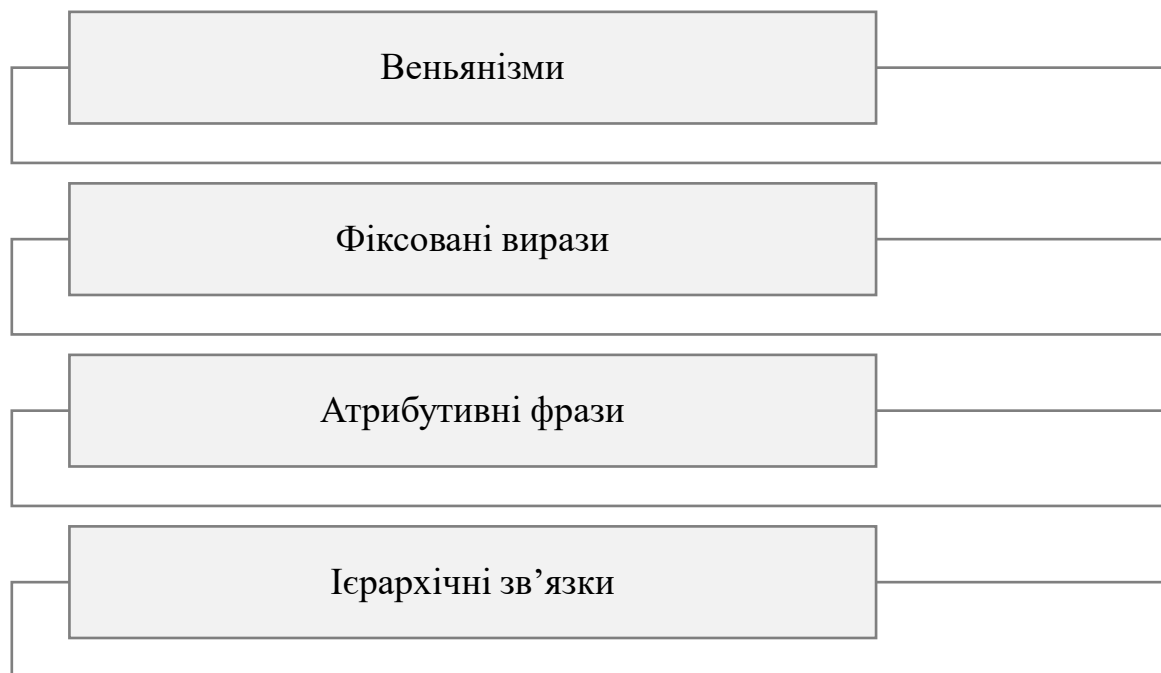 Веньянізми
Фіксовані вирази
Атрибутивні фрази
Ієрархічні зв’язки